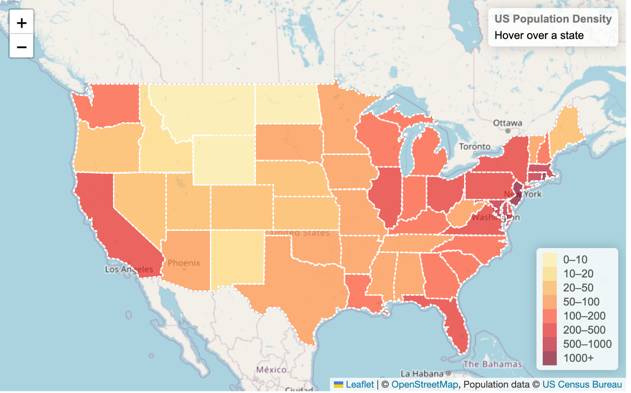 +
−
US Population Density
Hover over a state
Ottawa
Toronto
New York
Washington
United States
Los Angeles
Phoenix
0–10
10–20
20–50
50–100
100–200
200–500
500–1000
1000+
México
La Habana
The Bahamas
Ciudad
Leaflet | © OpenStreetMap, Population data © US Census Bureau